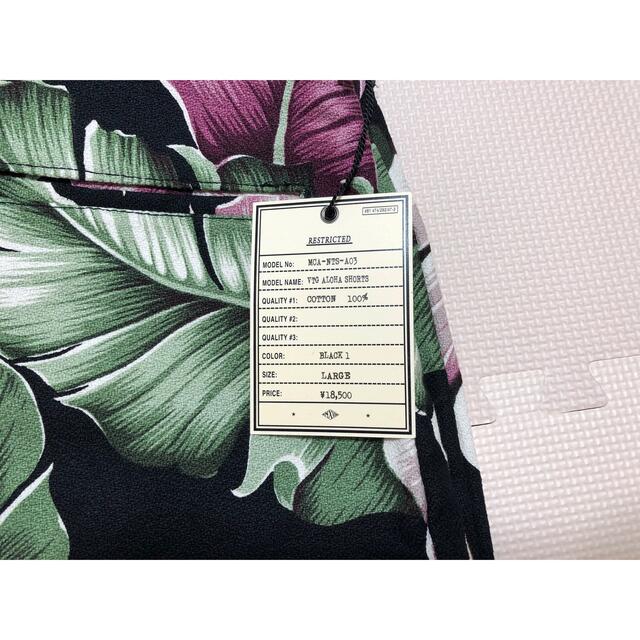 RESTRICTED
MODEL No: MCA-NTS-A03
MODEL NAME: VTG ALOHA SHORTS
QUALITY #1: COTTON 100%
QUALITY #2:
QUALITY #3:
COLOR: BLACK 1
SIZE: LARGE
PRICE: ¥18,500